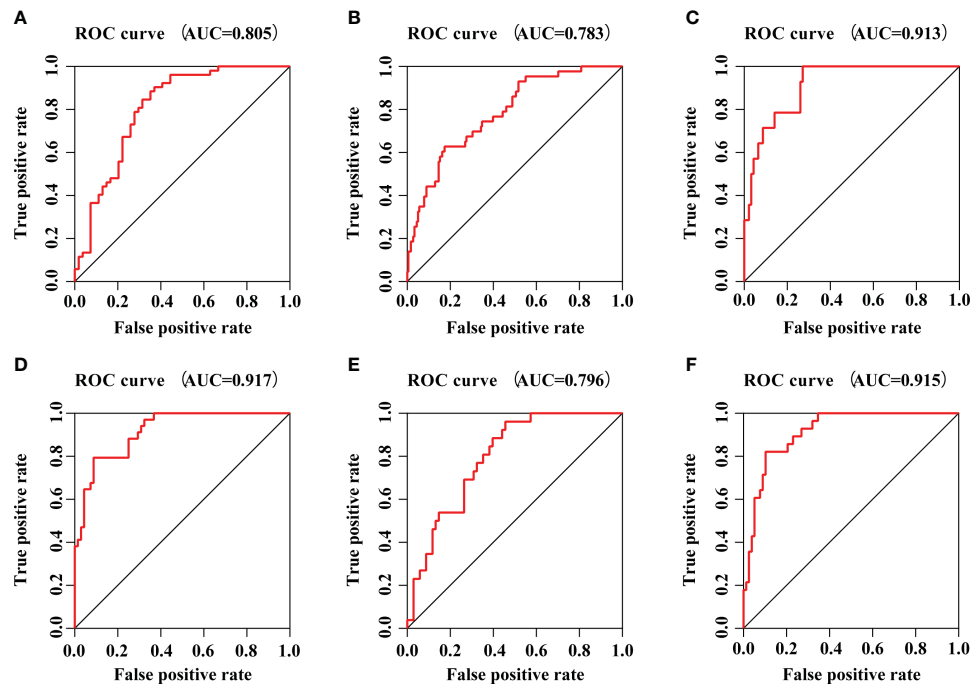 A
B
C
ROC curve (AUC=0.805)
ROC curve (AUC=0.783)
ROC curve (AUC=0.913)
True positive rate
0.0 0.2 0.4 0.6 0.8 1.0
0.0 0.2 0.4 0.6 0.8 1.0
False positive rate
True positive rate
0.0 0.2 0.4 0.6 0.8 1.0
0.0 0.2 0.4 0.6 0.8 1.0
False positive rate
True positive rate
0.0 0.2 0.4 0.6 0.8 1.0
0.0 0.2 0.4 0.6 0.8 1.0
False positive rate
D
E
F
ROC curve (AUC=0.917)
ROC curve (AUC=0.796)
ROC curve (AUC=0.915)
True positive rate
0.0 0.2 0.4 0.6 0.8 1.0
0.0 0.2 0.4 0.6 0.8 1.0
False positive rate
True positive rate
0.0 0.2 0.4 0.6 0.8 1.0
0.0 0.2 0.4 0.6 0.8 1.0
False positive rate
True positive rate
0.0 0.2 0.4 0.6 0.8 1.0
0.0 0.2 0.4 0.6 0.8 1.0
False positive rate